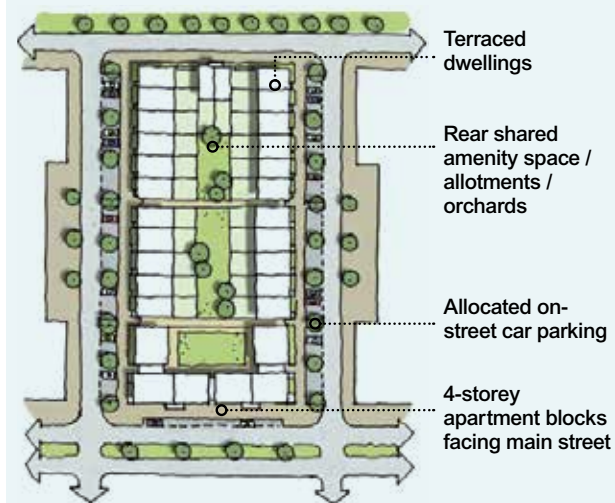 Terraced
dwellings
Rear shared
amenity space /
allotments /
orchards
Allocated on-
street car parking
4-storey
apartment blocks
facing main street